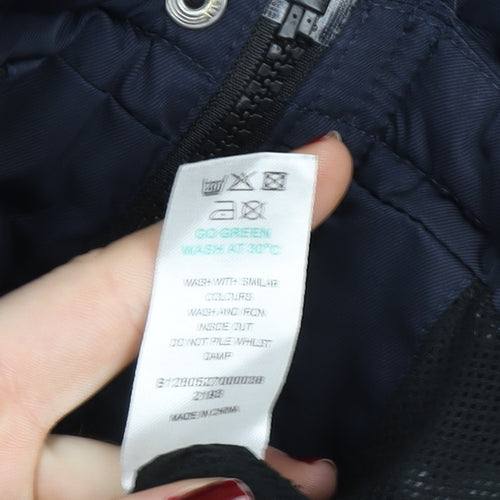 GO GREEN
WASH AT 30°C
WASH WITH SIMILAR
COLOURS
WASH AND IRON
INSIDE OUT
DO NOT PILE WHILST
DAMP
2193
MADE IN CHINA